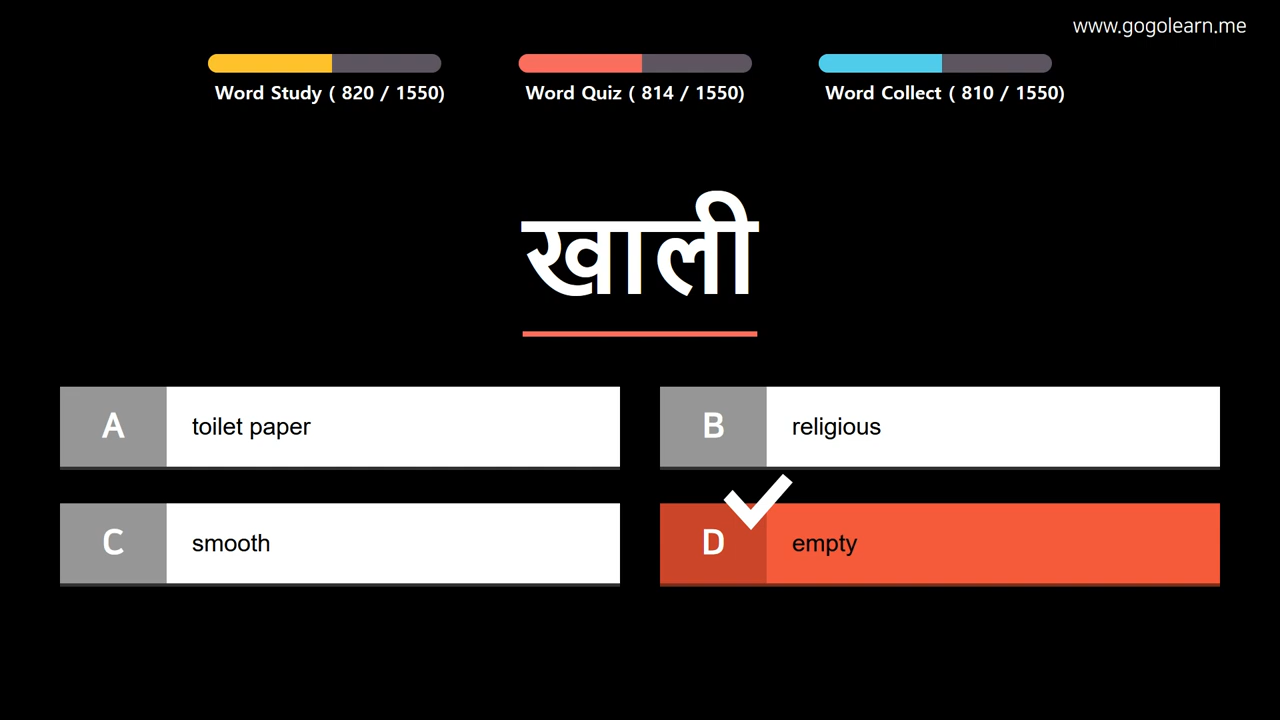 www.gogolearn.me
Word Study ( 820 / 1550)
Word Quiz ( 814 / 1550)
Word Collect ( 810 / 1550)
खाली
A toilet paper
B religious
C smooth
D empty